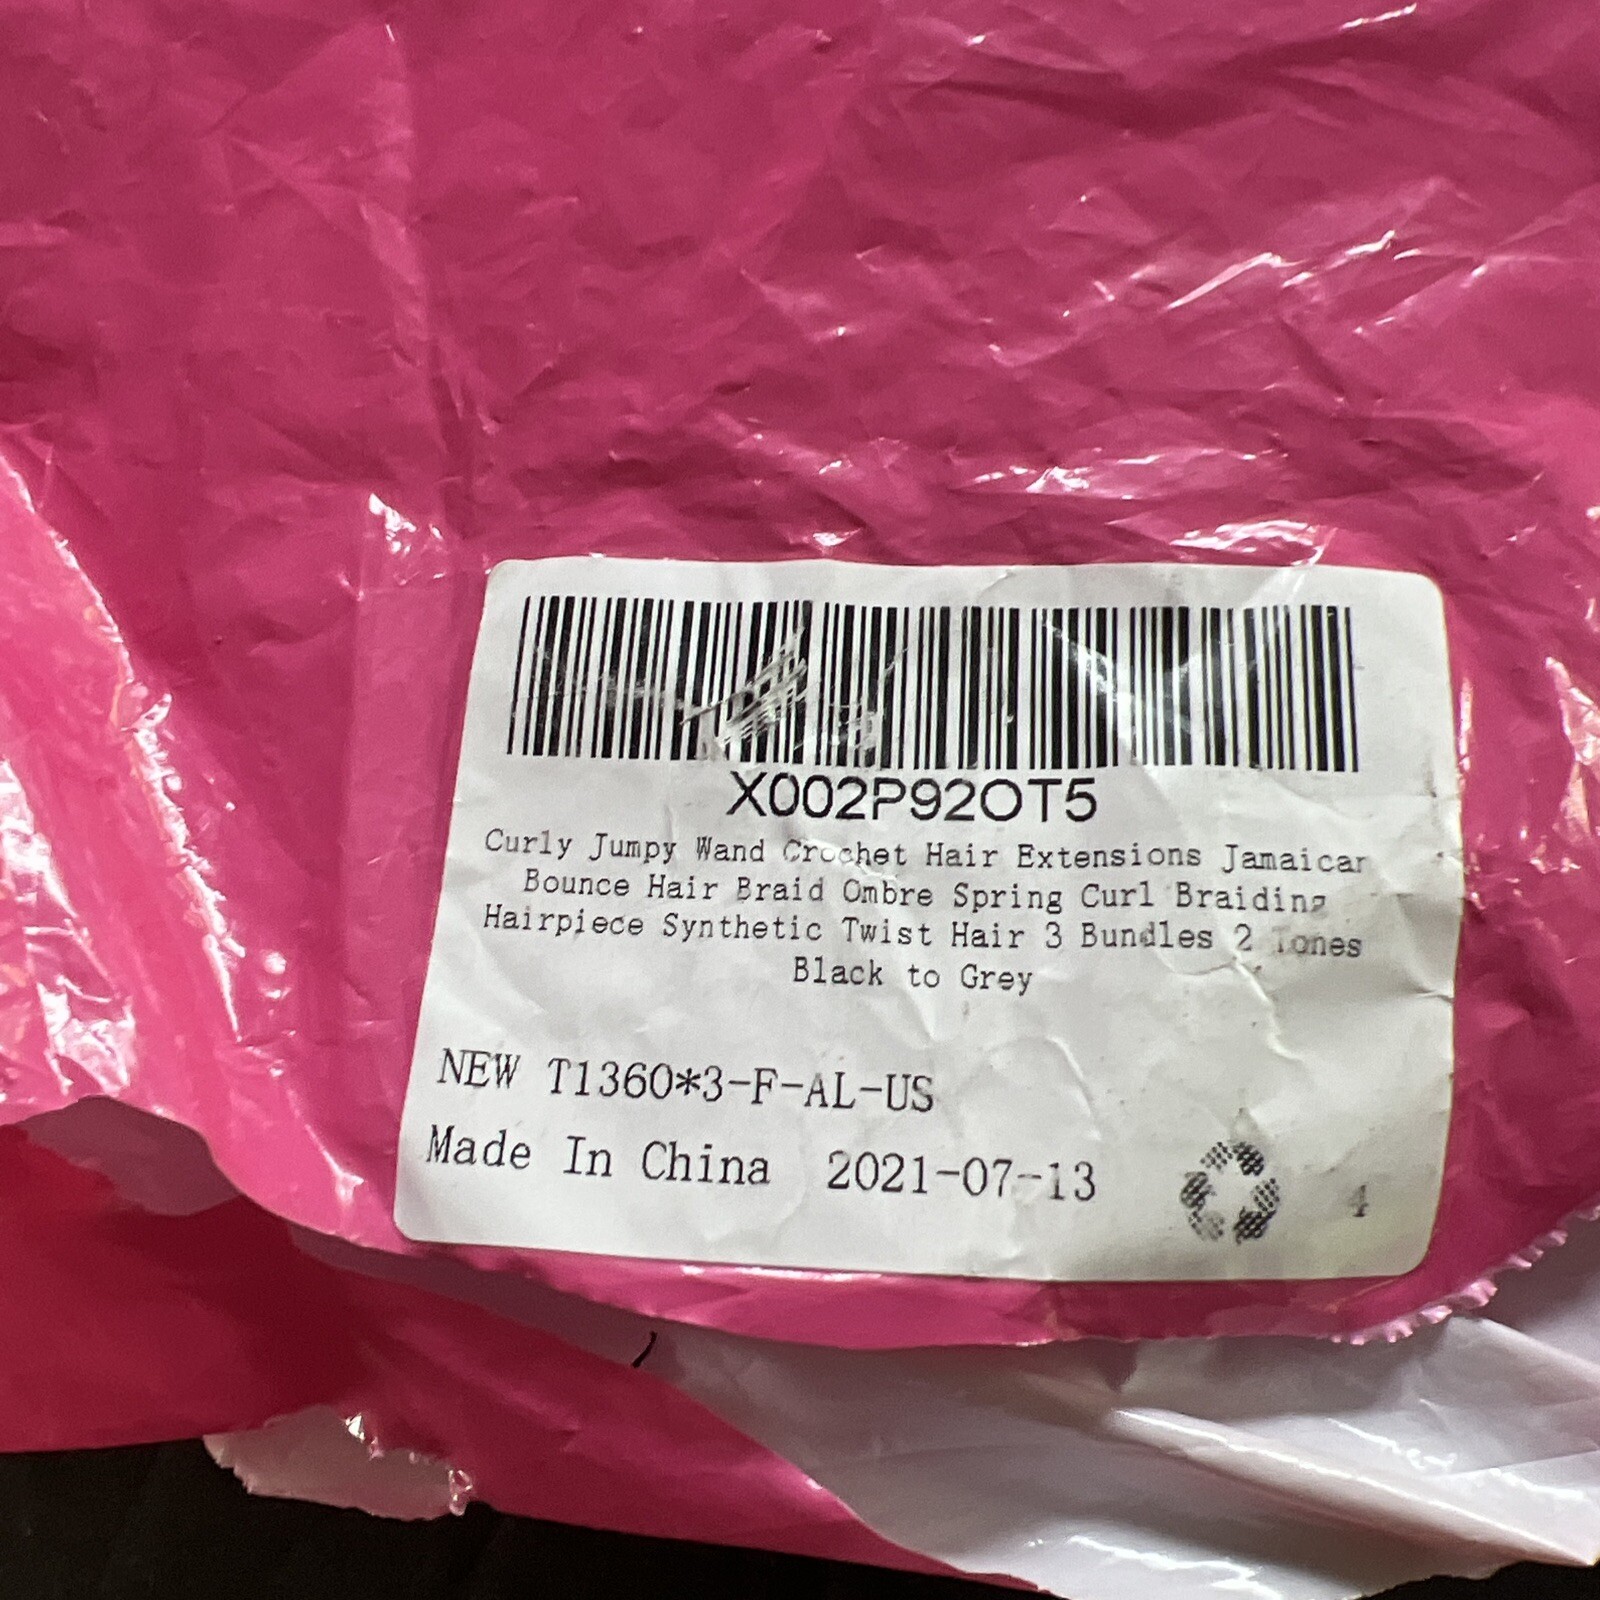 X002P92OT5
Curly Jumpy Wand Crochet Hair Extensions Jamaican
Bounce Hair Braid Ombre Spring Curl Braiding
Hairpiece Synthetic Twist Hair 3 Bundles 2 Tones
Black to Grey
NEW T1360*3-F-AL-US
Made In China 2021-07-13
4